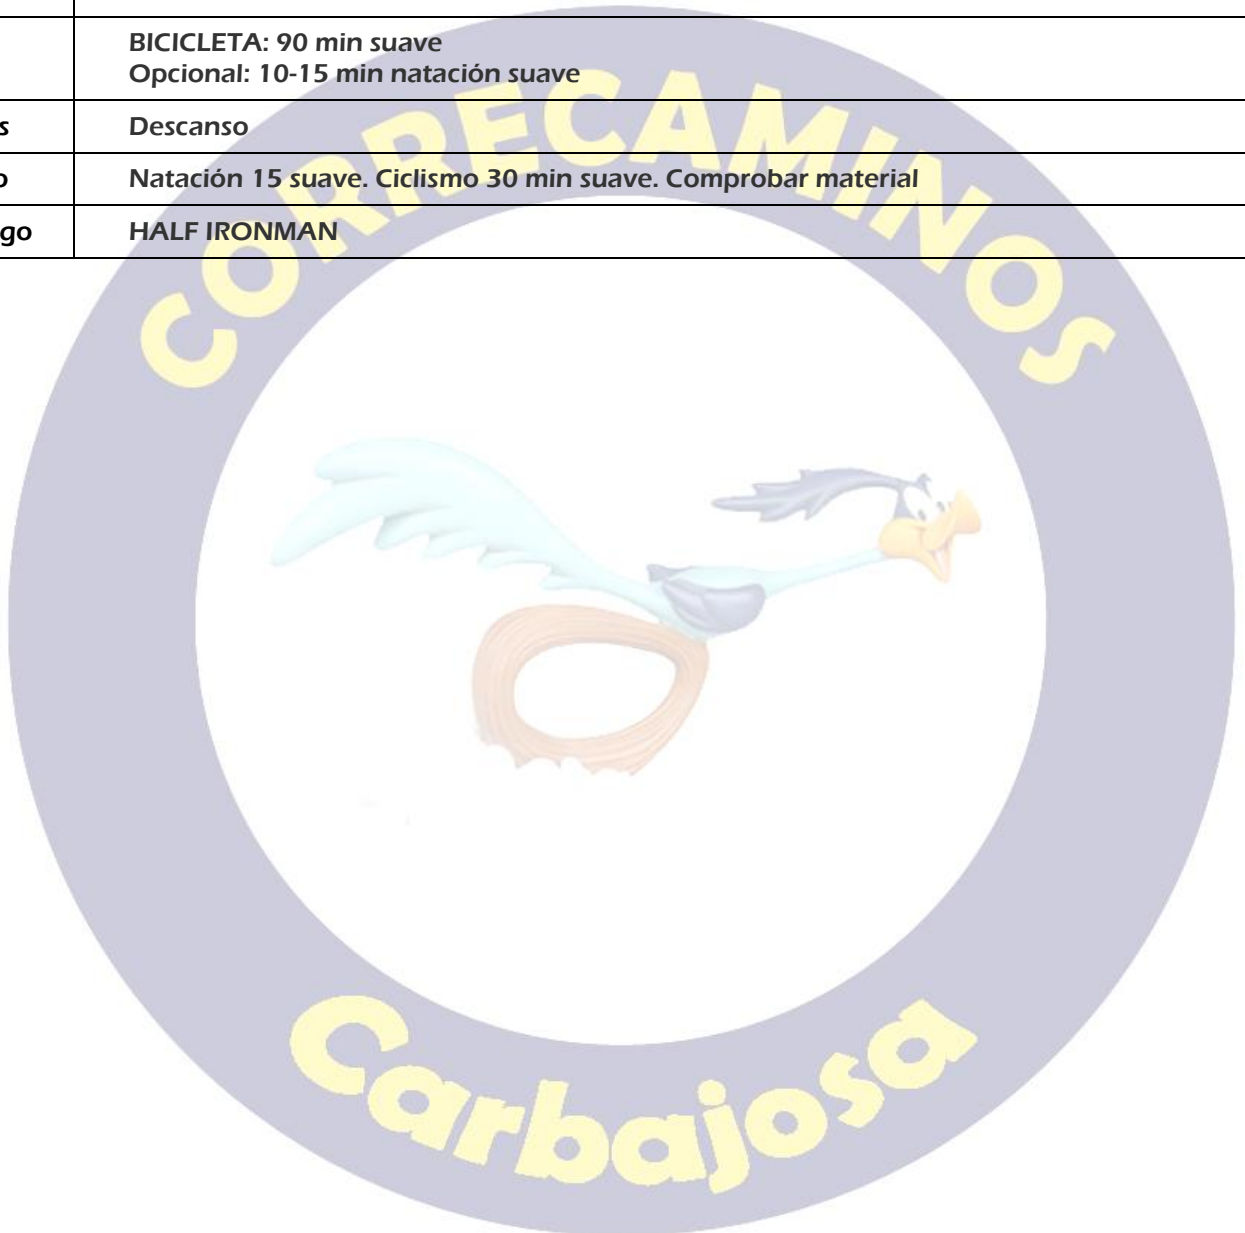 BICICLETA: 90 min suave
Opcional: 10-15 min natación suave
s
Descanso
o
Natación 15 suave. Ciclismo 30 min suave. Comprobar material
go
HALF IRONMAN
CORRECAMINOS
Carbajosa